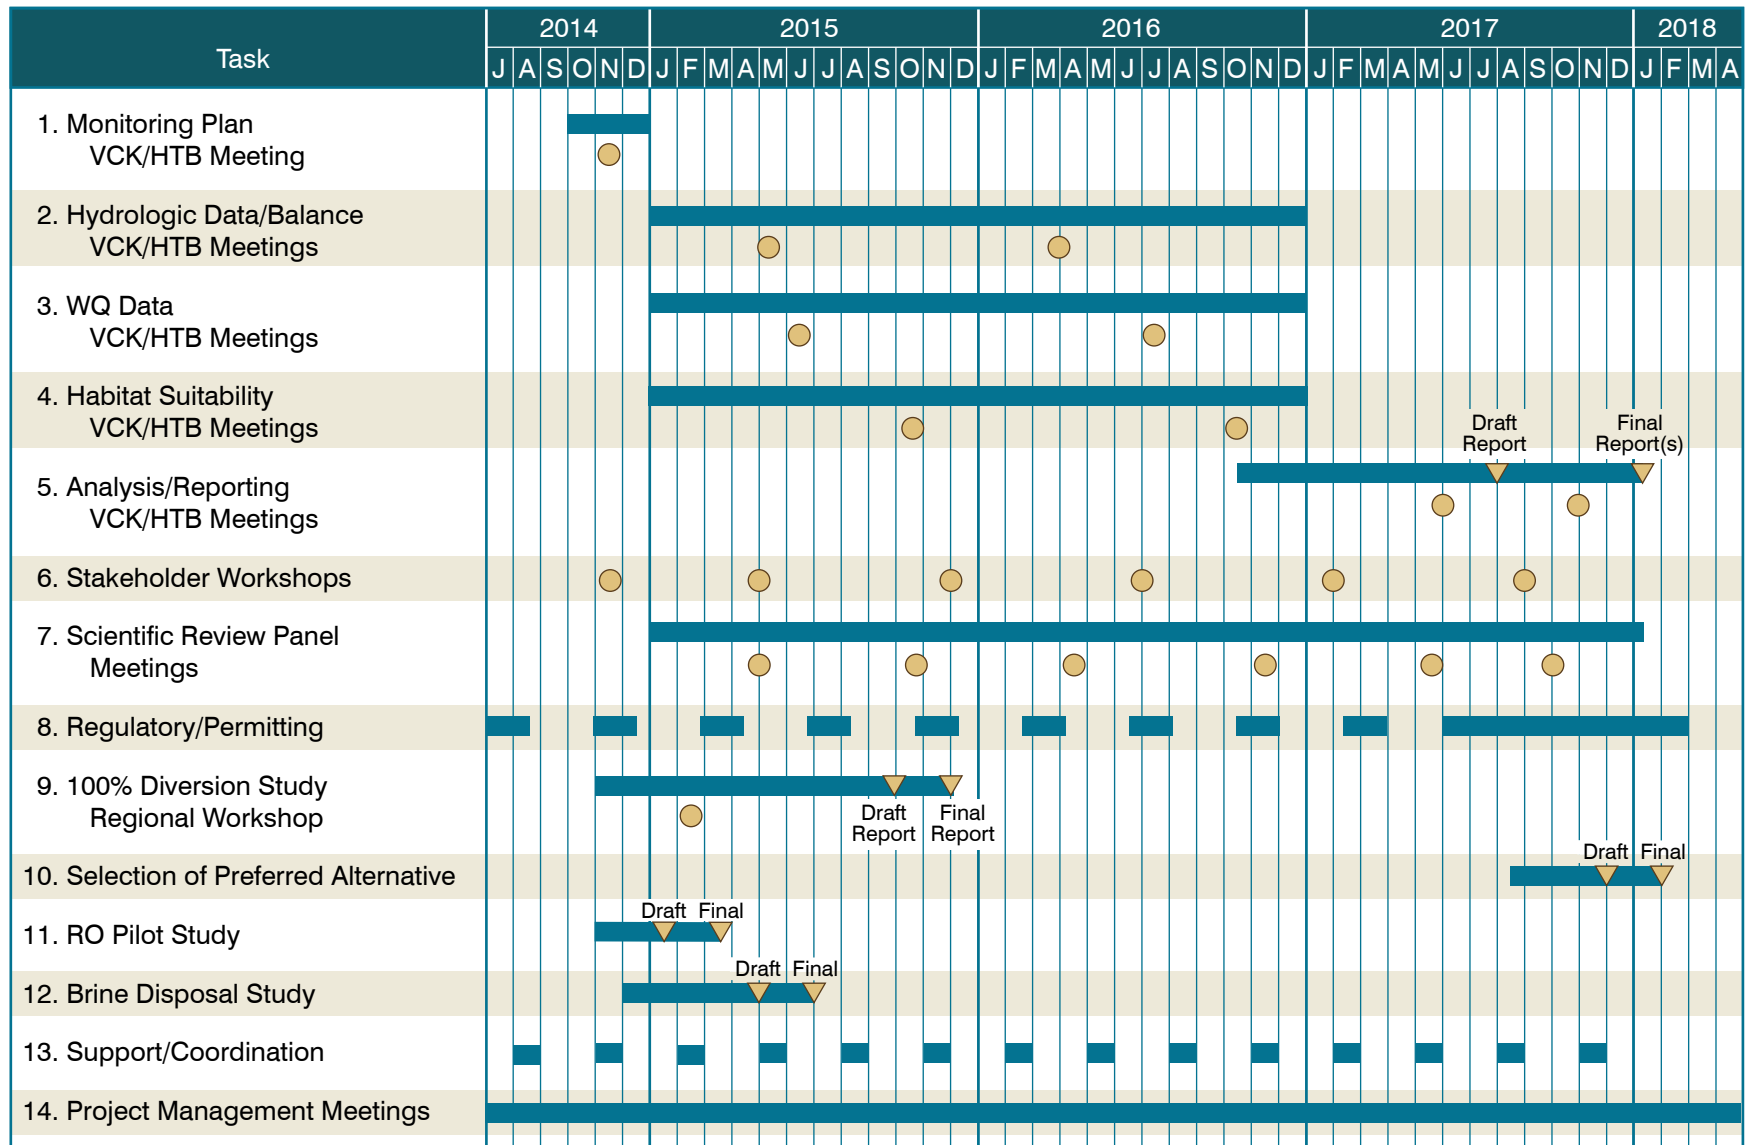 Task
2014 2015 2016 2017 2018
J A S O N D J F M A M J J A S O N D J F M A M J J A S O N D J F M A M J J A S O N D J F M A
1. Monitoring Plan
VCK/HTB Meeting
2. Hydrologic Data/Balance
VCK/HTB Meetings
3. WQ Data
VCK/HTB Meetings
4. Habitat Suitability
VCK/HTB Meetings
Draft
Report
Final
Report(s)
5. Analysis/Reporting
VCK/HTB Meetings
6. Stakeholder Workshops
7. Scientific Review Panel
Meetings
8. Regulatory/Permitting
9. 100% Diversion Study
Regional Workshop
Draft
Report
Final
Report
Draft Final
10. Selection of Preferred Alternative
Draft Final
11. RO Pilot Study
Draft Final
12. Brine Disposal Study
13. Support/Coordination
14. Project Management Meetings